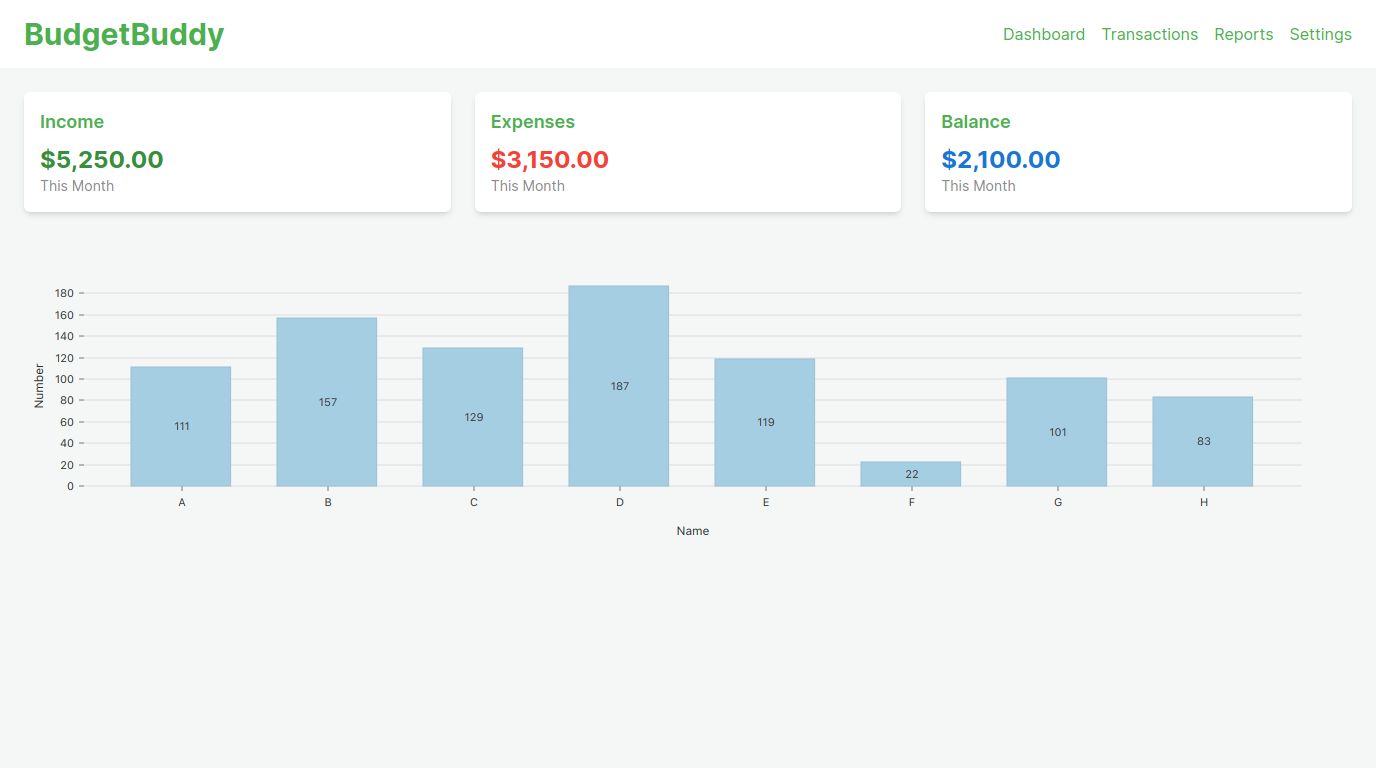 BudgetBuddy
Dashboard Transactions Reports Settings
Income
$5,250.00
This Month
Expenses
$3,150.00
This Month
Balance
$2,100.00
This Month
Number
180
160
140
120
100
80
60
40
20
0
111
157
129
187
119
22
101
83
A B C D E F G H
Name